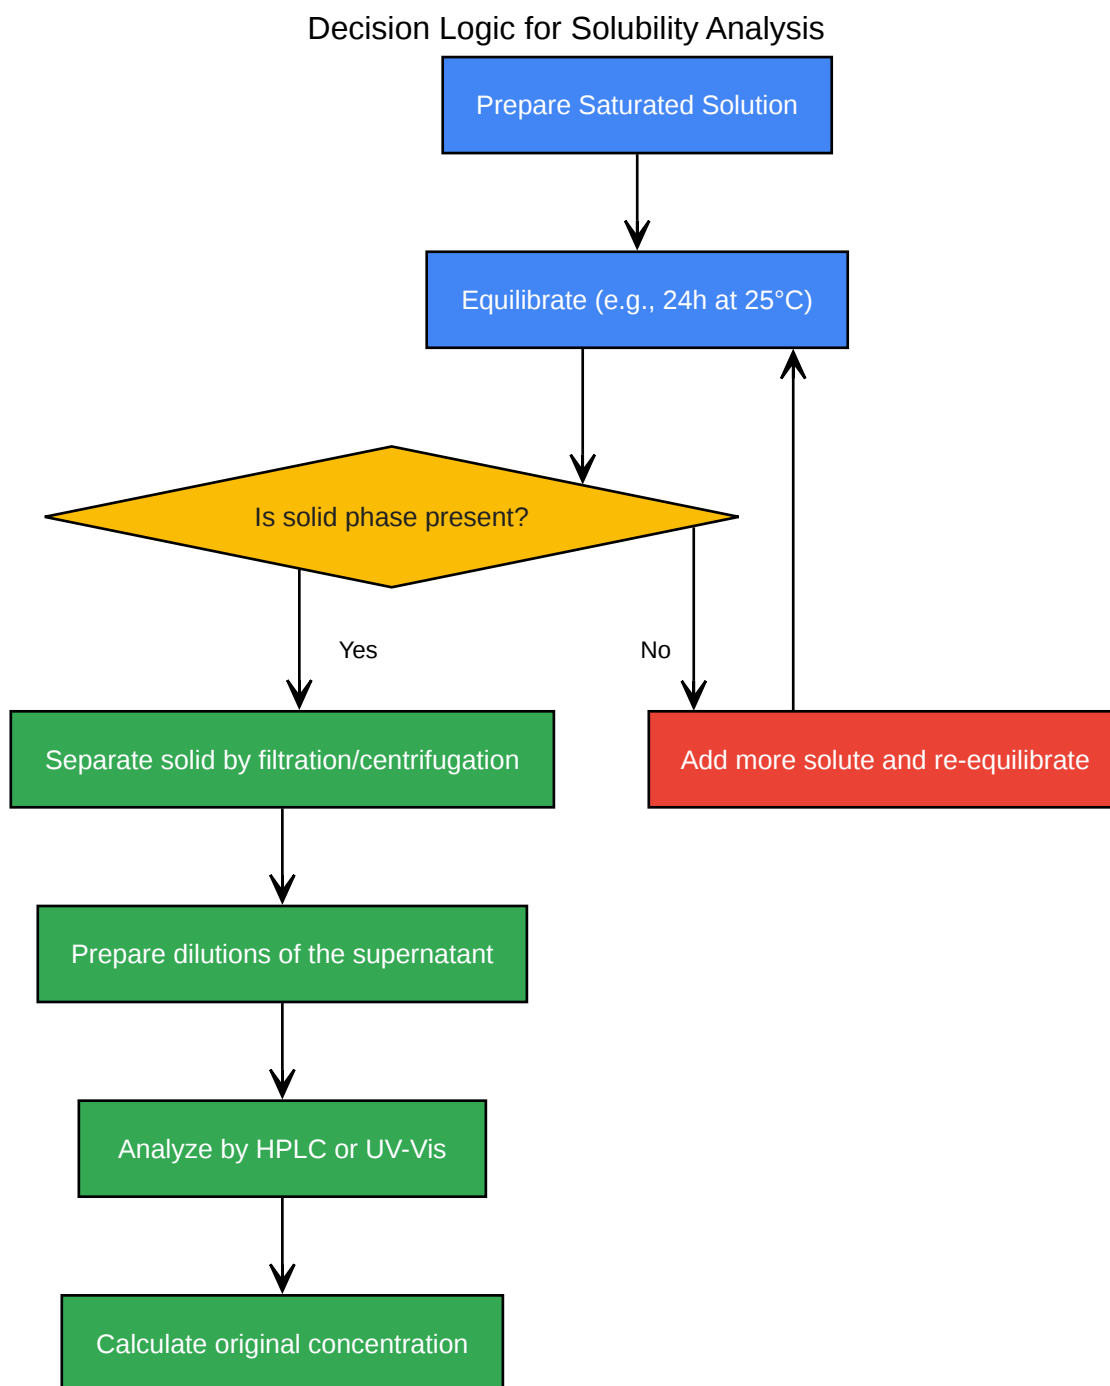 Decision Logic for Solubility Analysis
Prepare Saturated Solution
Equilibrate (e.g., 24h at 25°C)
Is solid phase present?
Yes
No
Separate solid by filtration/centrifugation
Add more solute and re-equilibrate
Prepare dilutions of the supernatant
Analyze by HPLC or UV-Vis
Calculate original concentration